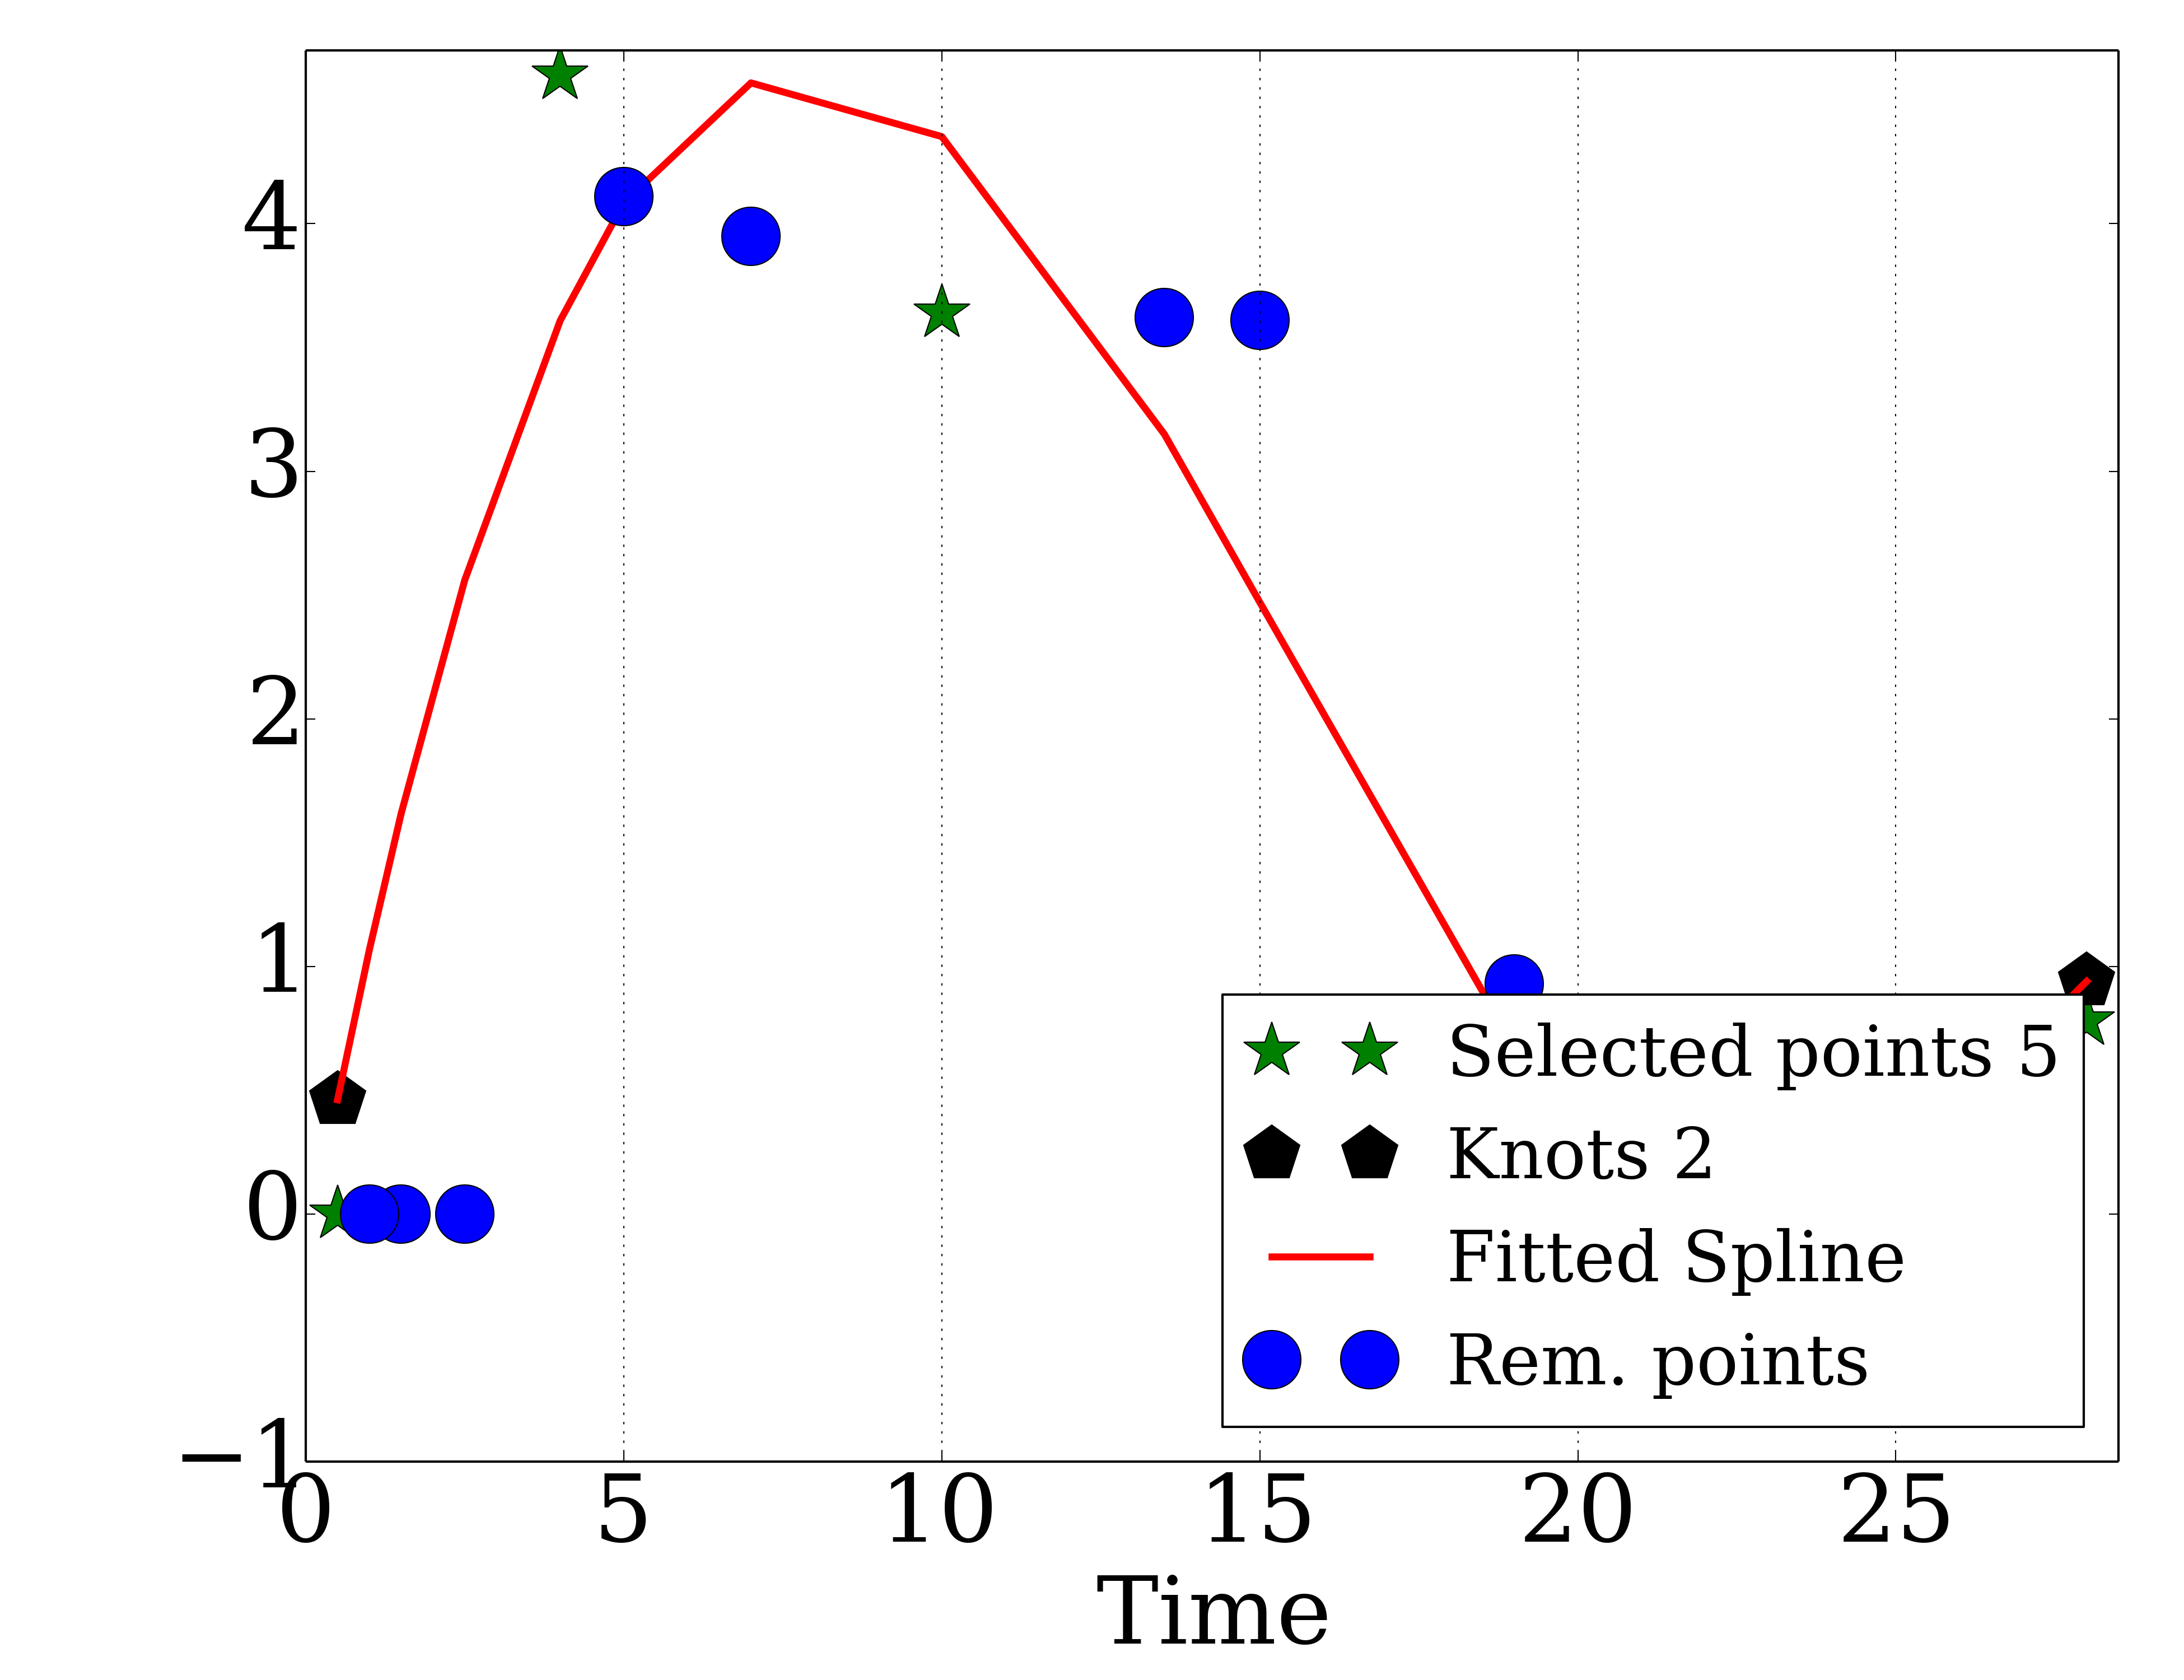 4
3
2
1
0
−1
Selected points 5
Knots 2
Fitted Spline
Rem. points
0 5 10 15 20 25
Time